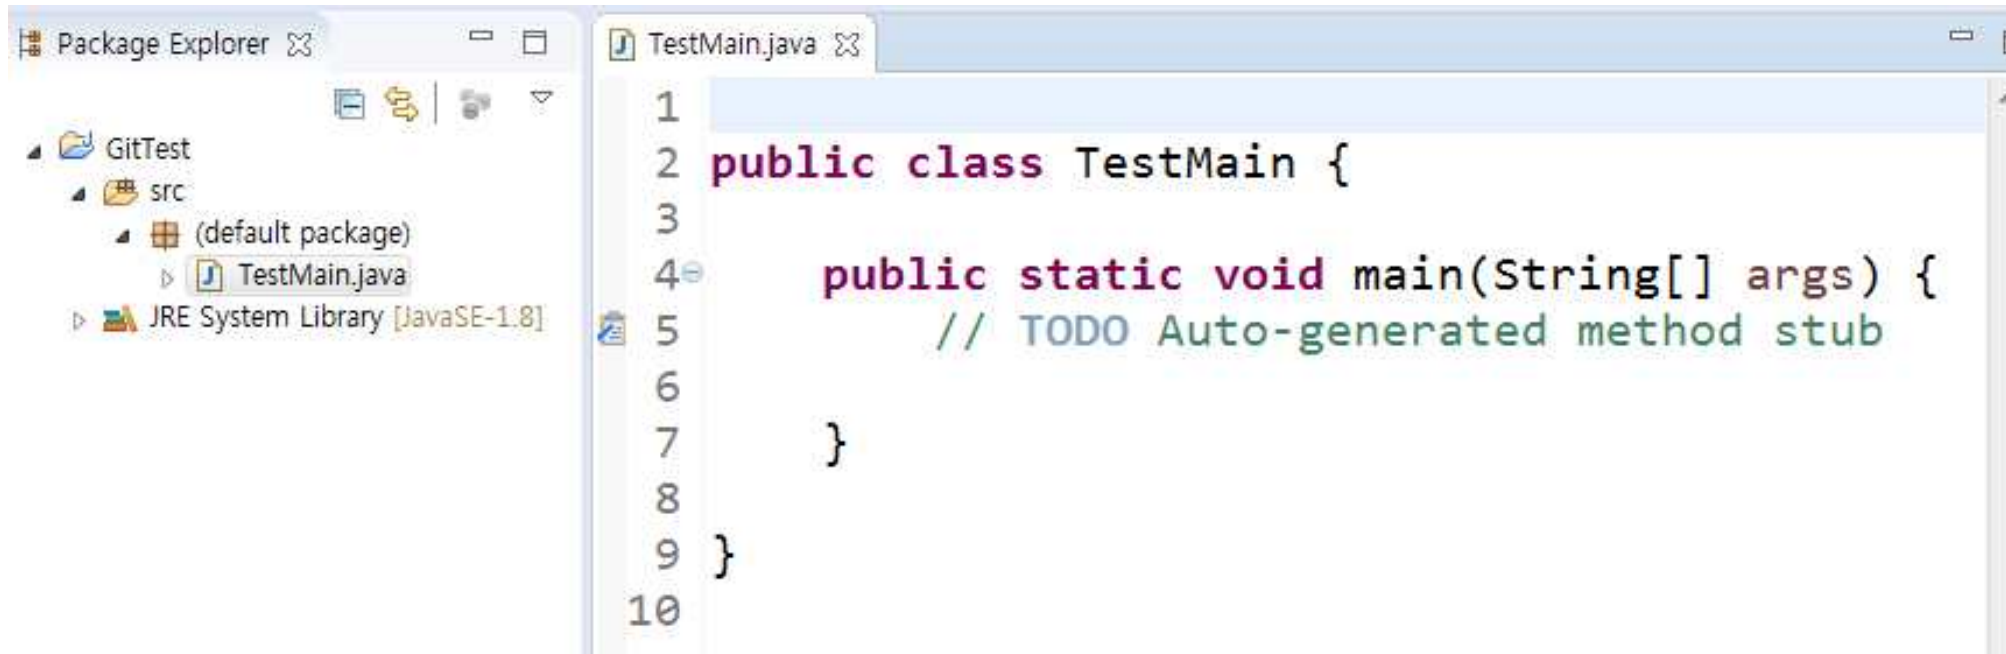 Package Explorer
GitTest
src
(default package)
TestMain.java
JRE System Library [JavaSE-1.8]
TestMain.java
1
2 public class TestMain {
3
4 public static void main(String[] args) {
5 // TODO Auto-generated method stub
6
7 }
8
9 }
10